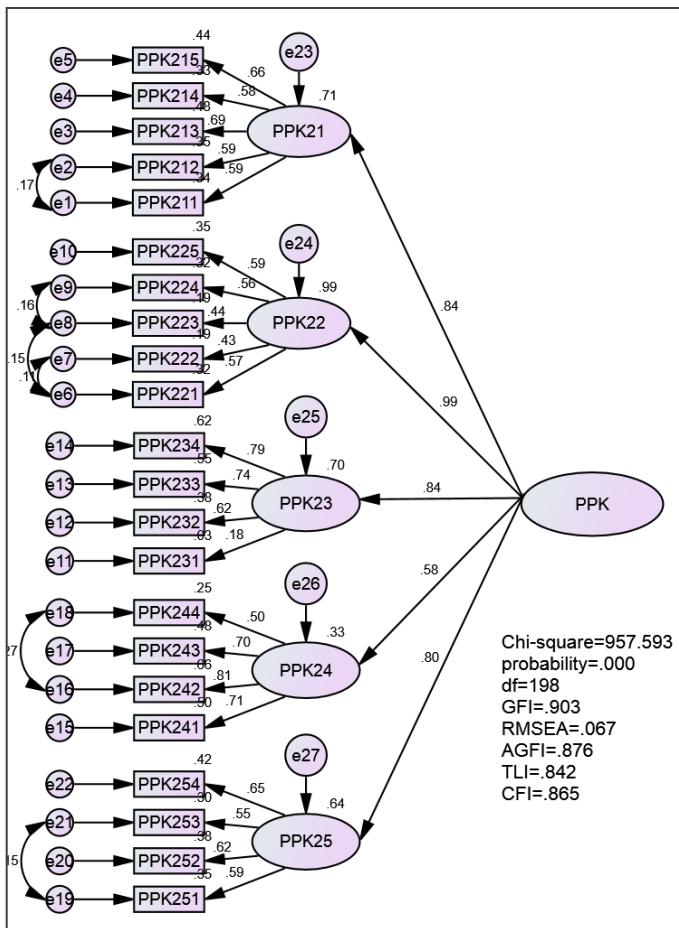 .44
e5
PPK215
.66
e23
.33
e4
PPK214
.58
.71
.48
e3
PPK213
.69
PPK21
.35
e2
PPK212
.59
.17
.34
.59
e1
PPK211
.84
.35
e10
PPK225
.59
e24
.32
e9
PPK224
.56
.99
.16
.19
e8
PPK223
.44
PPK22
.15
.19
e7
PPK222
.43
.32
.57
e6
PPK221
.99
.62
e14
PPK234
.79
e25
.55
e13
PPK233
.74
.70
.38
e12
PPK232
.62
PPK23
.84
PPK
.03
.18
e11
PPK231
.58
.25
e18
PPK244
.50
e26
.48
e17
PPK243
.70
.33
27
.66
e16
PPK242
.81
PPK24
.50
.71
e15
PPK241
.80
Chi-square=957.593
probability=.000
df=198
GFI=.903
RMSEA=.067
AGFI=.876
TLI=.842
CFI=.865
.42
e22
PPK254
.65
e27
.30
e21
PPK253
.55
.64
.38
15
e20
PPK252
.62
PPK25
.35
.59
e19
PPK251